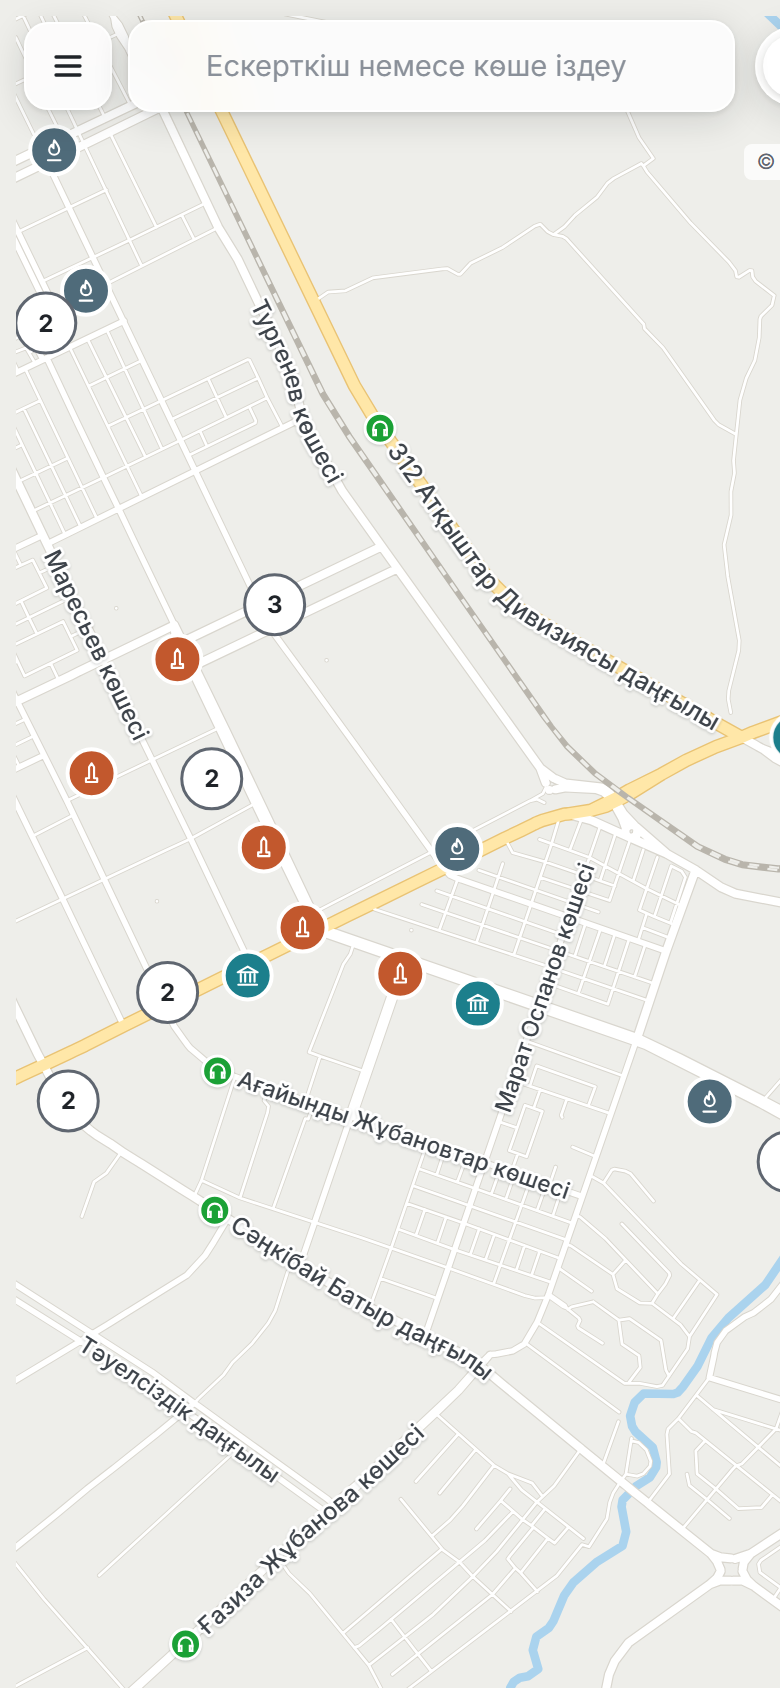 Ескерткіш немесе көше іздеу
©
2
Тургенев көшесі
312 Атқыштар Дивизиясы даңғылы
Маресьев көшесі
3
2
Марат Оспанов көшесі
2
2
Ағайынды Жұбановтар көшесі
Сәңкібай Батыр даңғылы
Тәуелсіздік даңғылы
Ғазиза Жұбанова көшесі